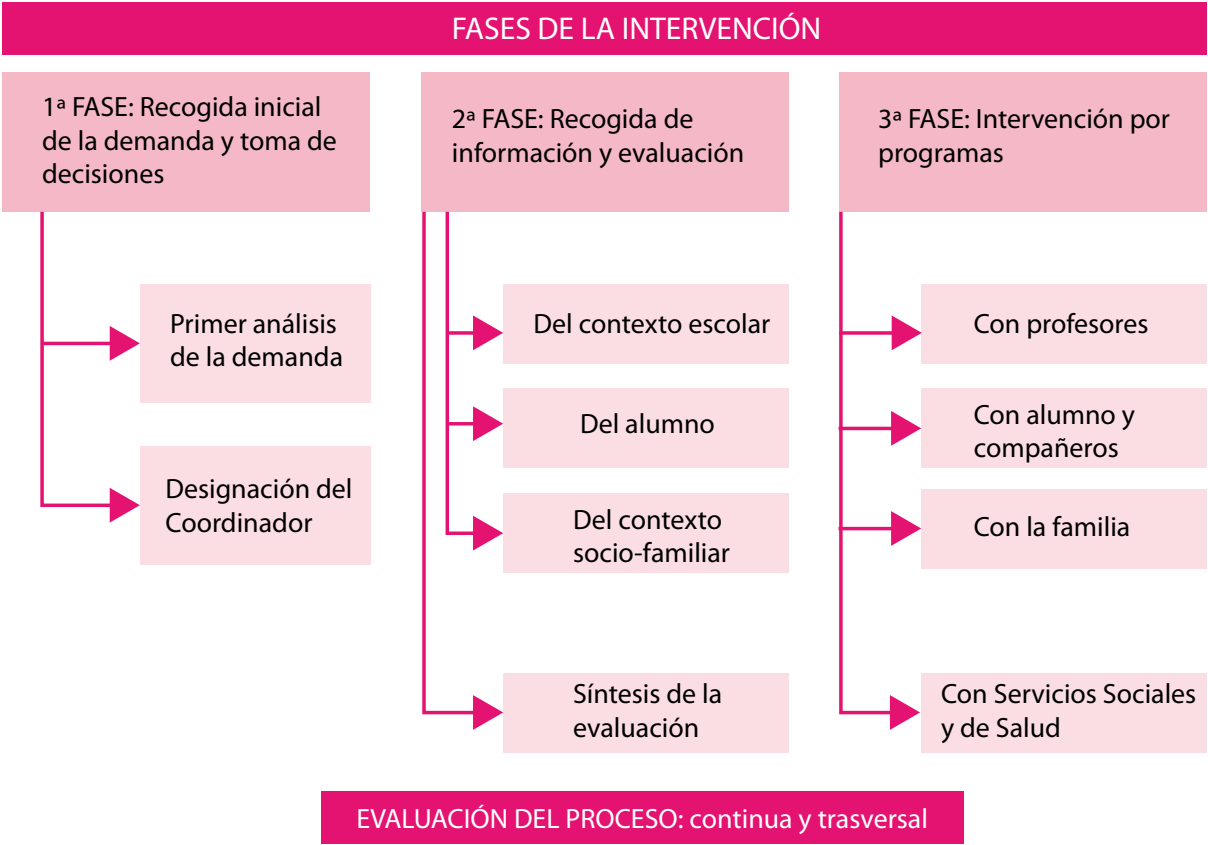 FASES DE LA INTERVENCIÓN
1ª FASE: Recogida inicial
de la demanda y toma de
decisiones
Primer análisis
de la demanda
Designación del
Coordinador
2ª FASE: Recogida de
información y evaluación
Del contexto escolar
Del alumno
Del contexto
socio-familiar
Síntesis de la
evaluación
3ª FASE: Intervención por
programas
Con profesores
Con alumno y
compañeros
Con la familia
Con Servicios Sociales
y de Salud
EVALUACIÓN DEL PROCESO: continua y trasversal